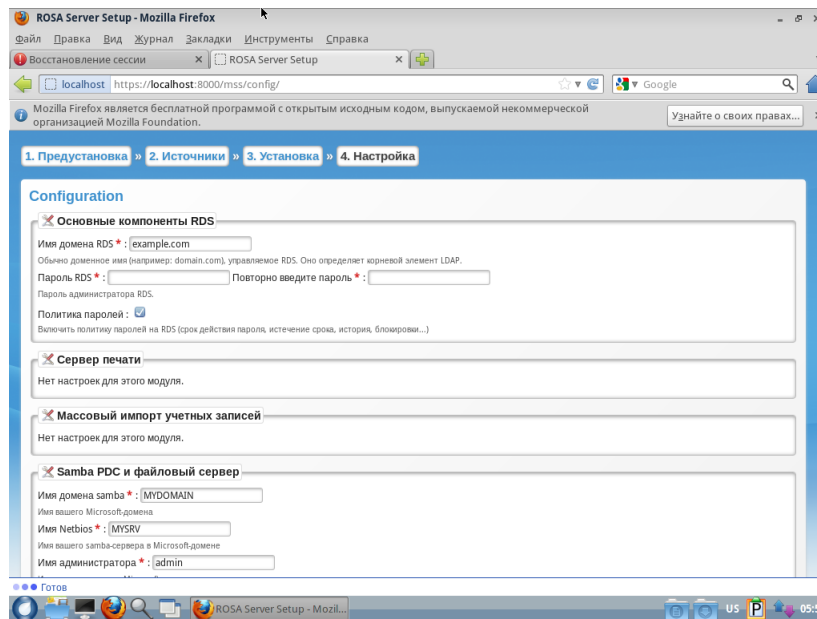 ROSA Server Setup - Mozilla Firefox
Файл Правка Вид Журнал Закладки Инструменты Справка
Восстановление сессии ROSA Server Setup
localhost https://localhost:8000/mss/config/ Google
Mozilla Firefox является бесплатной программой с открытым исходным кодом, выпускаемой некоммерческой
организацией Mozilla Foundation.
Узнайте о своих правах...
1. Предустановка » 2. Источники » 3. Установка » 4. Настройка
Configuration
Основные компоненты RDS
Имя домена RDS * : example.com
Обычно доменное имя (например: domain.com), управляемое RDS. Оно определяет корневой элемент LDAP.
Пароль RDS * : Повторно введите пароль * :
Пароль администратора RDS.
Политика паролей :
Включить политику паролей на RDS (срок действия пароля, истечение срока, история, блокировки...)
Сервер печати
Нет настроек для этого модуля.
Массовый импорт учетных записей
Нет настроек для этого модуля.
Samba PDC и файловый сервер
Имя домена samba * : MYDOMAIN
Имя вашего Microsoft-домена
Имя Netbios * : MYSRV
Имя вашего samba-сервера в Microsoft-домене
Имя администратора * : admin
Готов
ROSA Server Setup - Mozil...
US P